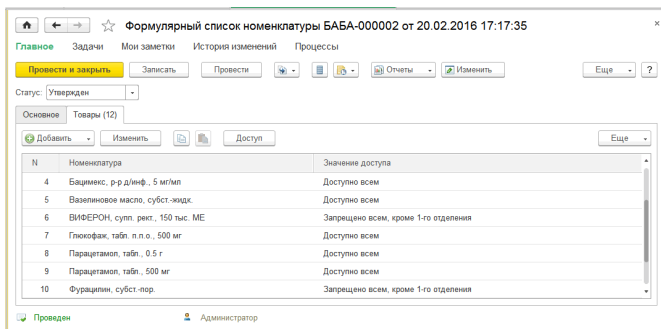 Формулярный список номенклатуры БАБА-000002 от 20.02.2016 17:17:35
Главное Задачи Мои заметки История изменений Процессы
Провести и закрыть Записать Провести Отчеты Изменить Еще ?
Статус: Утвержден
Основное Товары (12)
Добавить Изменить Доступ Еще
N Номенклатура Значение доступа
4 Бацимекс, р-р д/инф., 5 мг/мл Доступно всем
5 Вазелиновое масло, субст.-жидк. Доступно всем
6 ВИФЕРОН, супп. рект., 150 тыс. МЕ Запрещено всем, кроме 1-го отделения
7 Глюкофаж, табл. п.п.о., 500 мг Доступно всем
8 Парацетамол, табл., 0.5 г Доступно всем
9 Парацетамол, табл., 500 мг Доступно всем
10 Фурацилин, субст.-пор. Запрещено всем, кроме 1-го отделения
Проведен Администратор